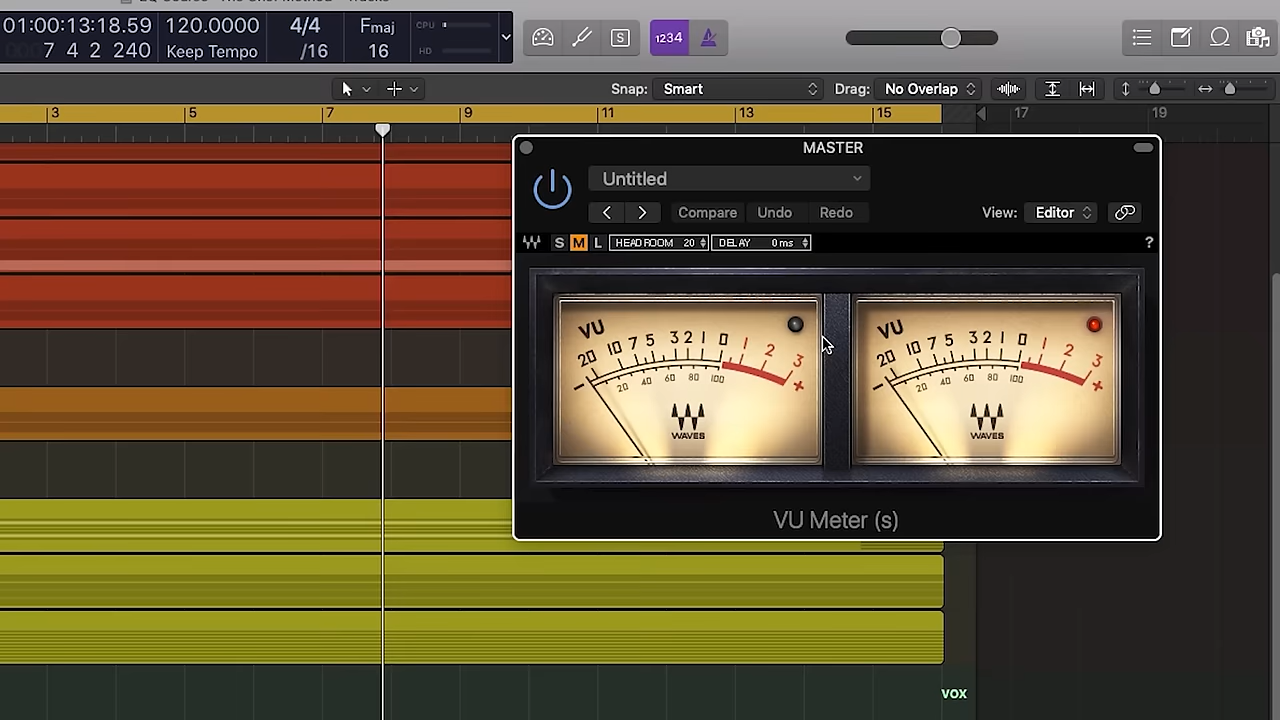 01:00:13:18.59
7 4 2 240
120.0000
Keep Tempo
4/4
/16
Fmaj
16
CPU
HD
S
1234
Snap: Smart
Drag: No Overlap
3 5 7 9 11 13 15 17 19
MASTER
Untitled
Compare Undo Redo
View: Editor
S M L HEADROOM 20 DELAY 0 ms ?
VU
20 10 7 5 3 2 1 0 1 2 3
- +
20 40 60 80 100
WAVES
VU
20 10 7 5 3 2 1 0 1 2 3
- +
20 40 60 80 100
WAVES
VU Meter (s)
VOX